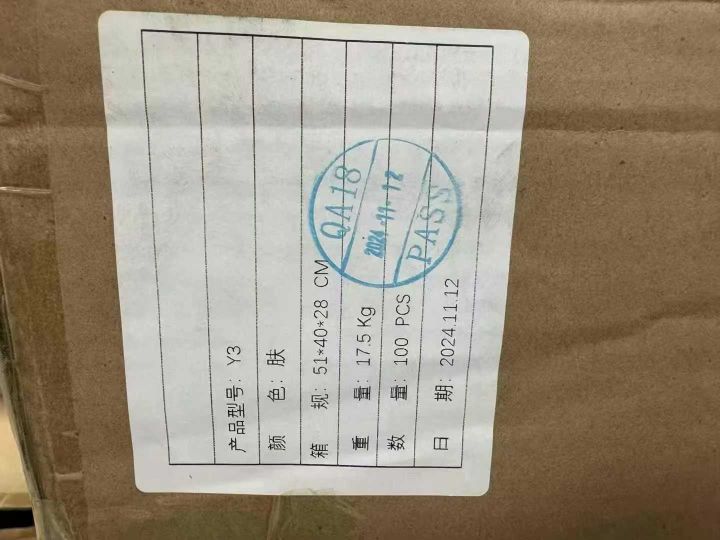 产品型号：Y3
颜 色：肤
箱 规：51*40*28 CM
重 量：17.5 Kg
数 量：100 PCS
日 期：2024.11.12
QA18
2024.11.12
PASS